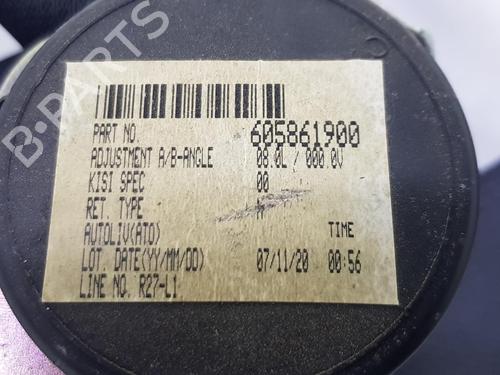 PART NO. 605861900
ADJUSTMENT A/B-ANGLE 08.0L / 000.0V
KISI SPEC 00
RET. TYPE
AUTOLIV(ATO) TIME
LOT. DATE(YY/MM/DD) 07/11/20 00:56
LINE NO. R27-L1
B-PARTS